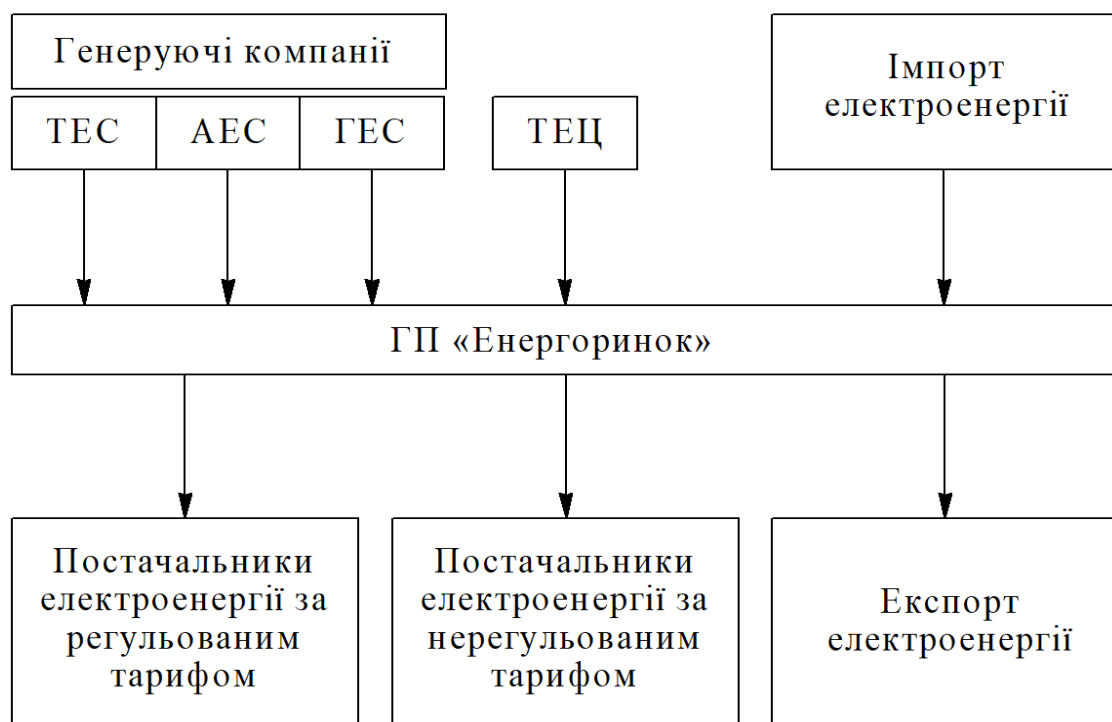 Генеруючі компанії
Імпорт
електроенергії
ТЕС АЕС ГЕС ТЕЦ
ГП «Енергоринок»
Постачальники
електроенергії за
регульованим
тарифом
Постачальники
електроенергії за
нерегульованим
тарифом
Експорт
електроенергії